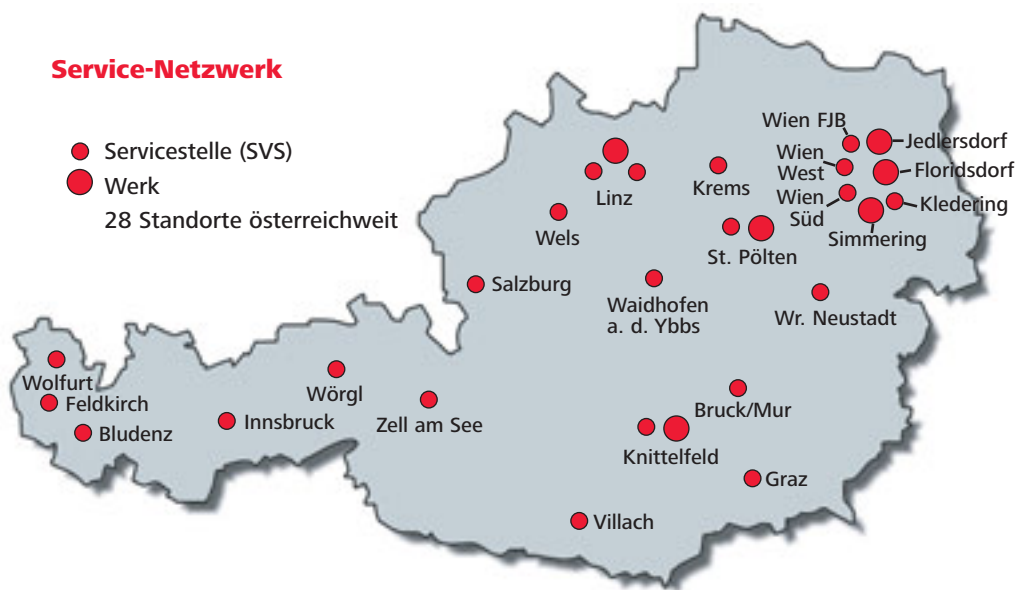 Service-Netzwerk
Servicestelle (SVS)
Werk
28 Standorte österreichweit
Wien FJB
Jedlersdorf
Wien
West
Floridsdorf
Wien
Süd
Kledering
Simmering
Linz
Krems
Wels
St. Pölten
Salzburg
Waidhofen
a. d. Ybbs
Wr. Neustadt
Wolfurt
Feldkirch
Bludenz
Innsbruck
Wörgl
Zell am See
Bruck/Mur
Knittelfeld
Graz
Villach